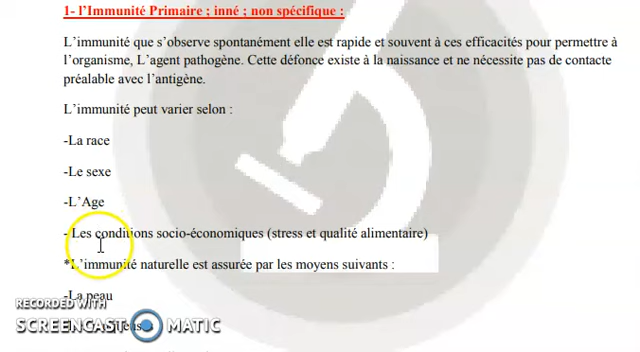 1- l’Immunité Primaire ; inné ; non spécifique :
L’immunité que s’observe spontanément elle est rapide et souvent à ces efficacités pour permettre à
l’organisme, L’agent pathogène. Cette défonce existe à la naissance et ne nécessite pas de contacte
préalable avec l’antigène.
L’immunité peut varier selon :
-La race
-Le sexe
-L’Age
- Les conditions socio-économiques (stress et qualité alimentaire)
*L’immunité naturelle est assurée par les moyens suivants :
-La peau
RECORDED WITH
SCREENCAST MATIC